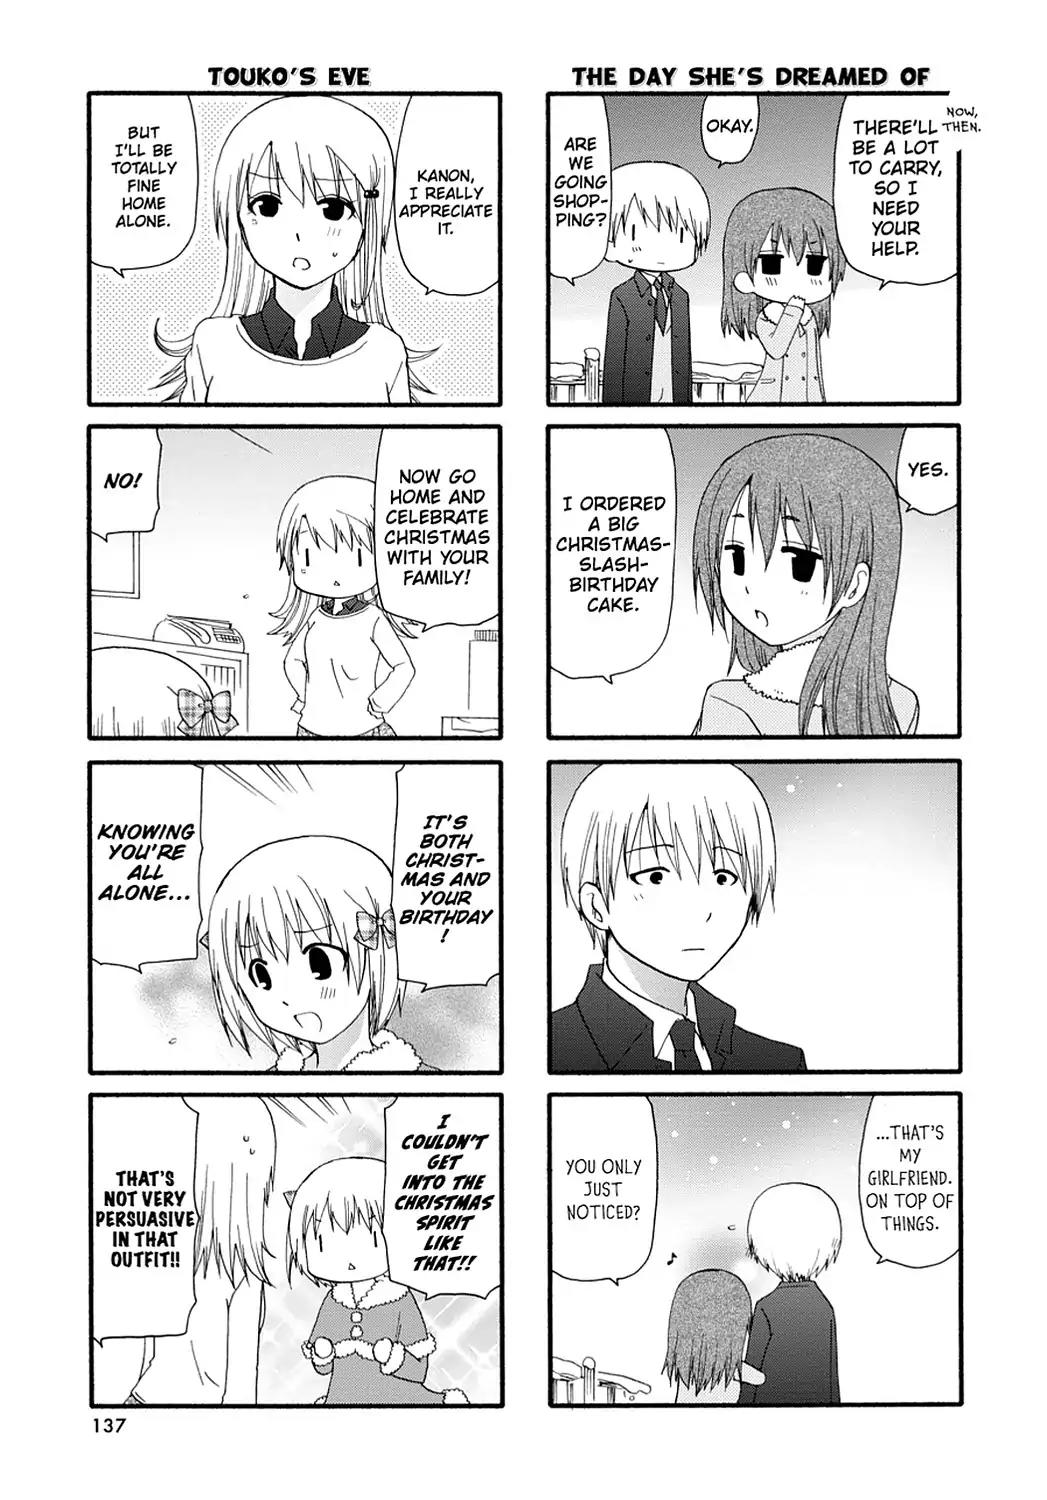 THE DAY SHE'S DREAMED OF
NOW,
THEN.
THERE'LL
BE A LOT
TO CARRY,
SO I
NEED
YOUR
HELP.
OKAY.
ARE
WE
GOING
SHOP-
PING?
YES.
I ORDERED
A BIG
CHRISTMAS-
SLASH-
BIRTHDAY
CAKE.
...THAT'S
MY
GIRLFRIEND.
ON TOP OF
THINGS.
YOU ONLY
JUST
NOTICED?
TOUKO'S EVE
KANON,
I REALLY
APPRECIATE
IT.
BUT
I'LL BE
TOTALLY
FINE
HOME
ALONE.
NOW GO
HOME AND
CELEBRATE
CHRISTMAS
WITH YOUR
FAMILY!
NO!
IT'S
BOTH
CHRIST-
MAS AND
YOUR
BIRTHDAY
!
KNOWING
YOU'RE
ALL
ALONE...
I
COULDN'T
GET
INTO THE
CHRISTMAS
SPIRIT
LIKE
THAT!!
THAT'S
NOT VERY
PERSUASIVE
IN THAT
OUTFIT!!
137